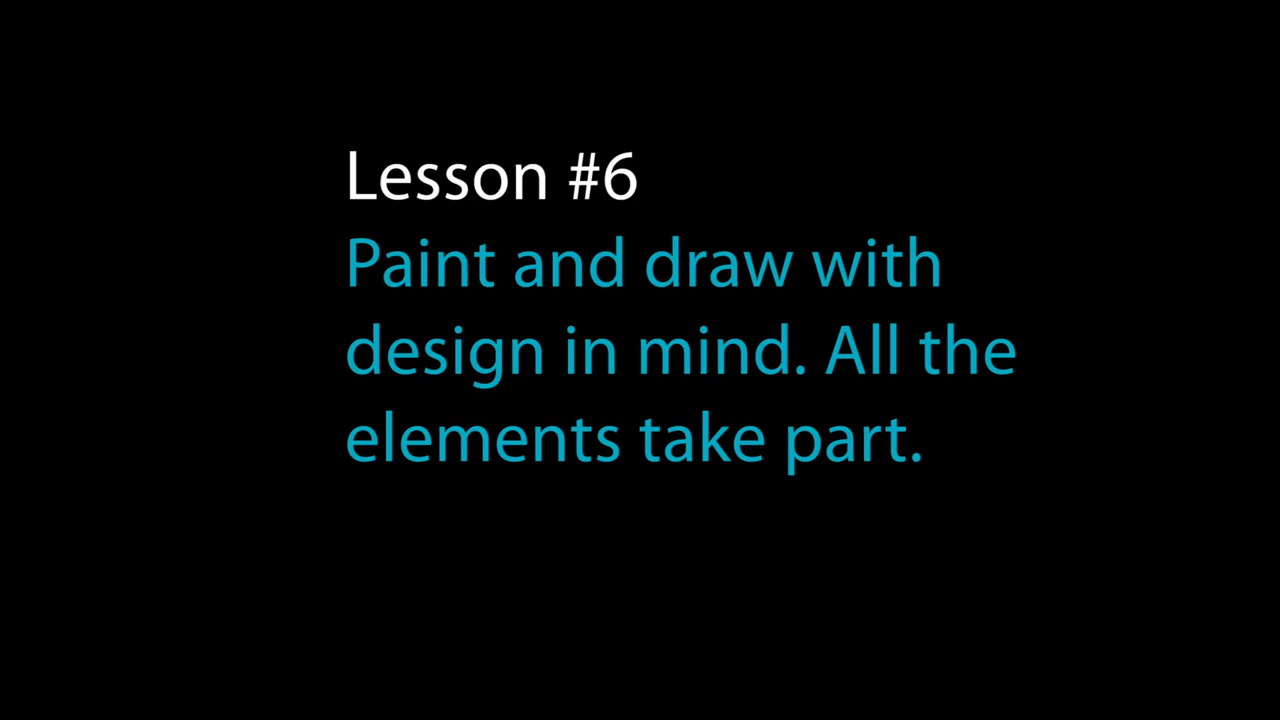 Lesson #6
Paint and draw with
design in mind. All the
elements take part.